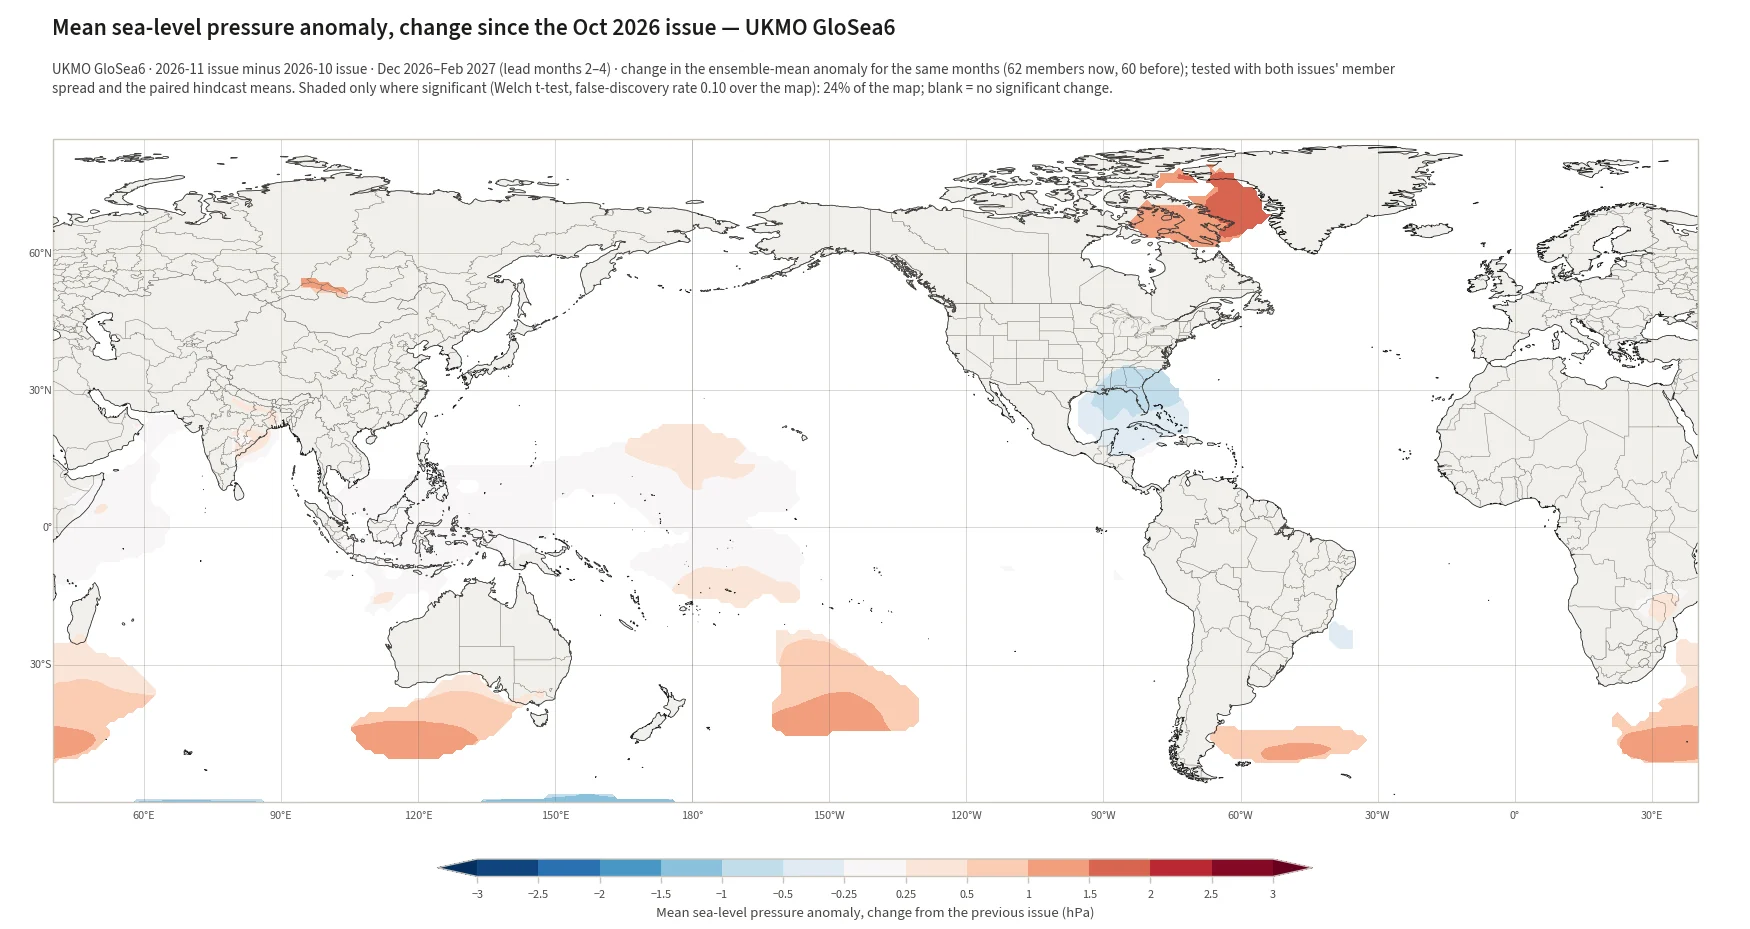 Mean sea-level pressure anomaly, change since the Oct 2026 issue — UKMO GloSea6
UKMO GloSea6 · 2026-11 issue minus 2026-10 issue · Dec 2026–Feb 2027 (lead months 2–4) · change in the ensemble-mean anomaly for the same months (62 members now, 60 before); tested with both issues' member
spread and the paired hindcast means. Shaded only where significant (Welch t-test, false-discovery rate 0.10 over the map): 24% of the map; blank = no significant change.
60°N
30°N
0°
30°S
60°E 90°E 120°E 150°E 180° 150°W 120°W 90°W 60°W 30°W 0° 30°E
−3 −2.5 −2 −1.5 −1 −0.5 −0.25 0.25 0.5 1 1.5 2 2.5 3
Mean sea-level pressure anomaly, change from the previous issue (hPa)